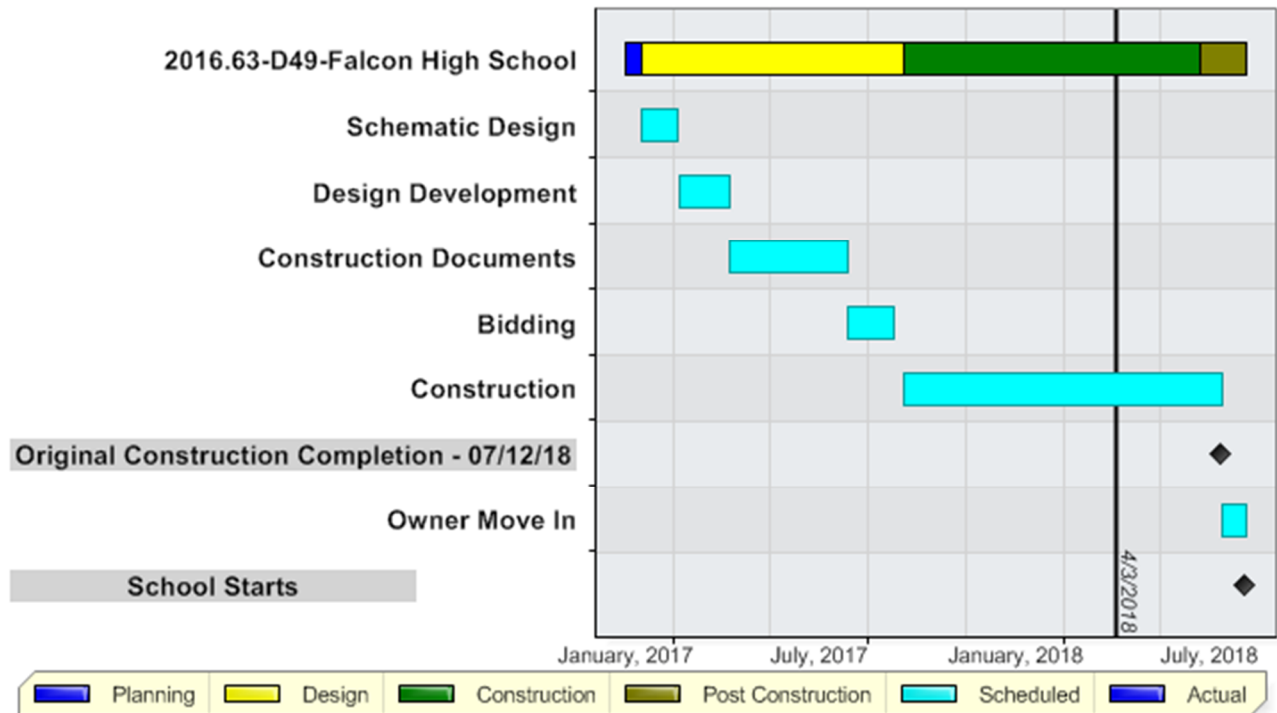 2016.63-D49-Falcon High School
Schematic Design
Design Development
Construction Documents
Bidding
Construction
Original Construction Completion - 07/12/18
Owner Move In
School Starts
4/3/2018
January, 2017 July, 2017 January, 2018 July, 2018
Planning Design Construction Post Construction Scheduled Actual